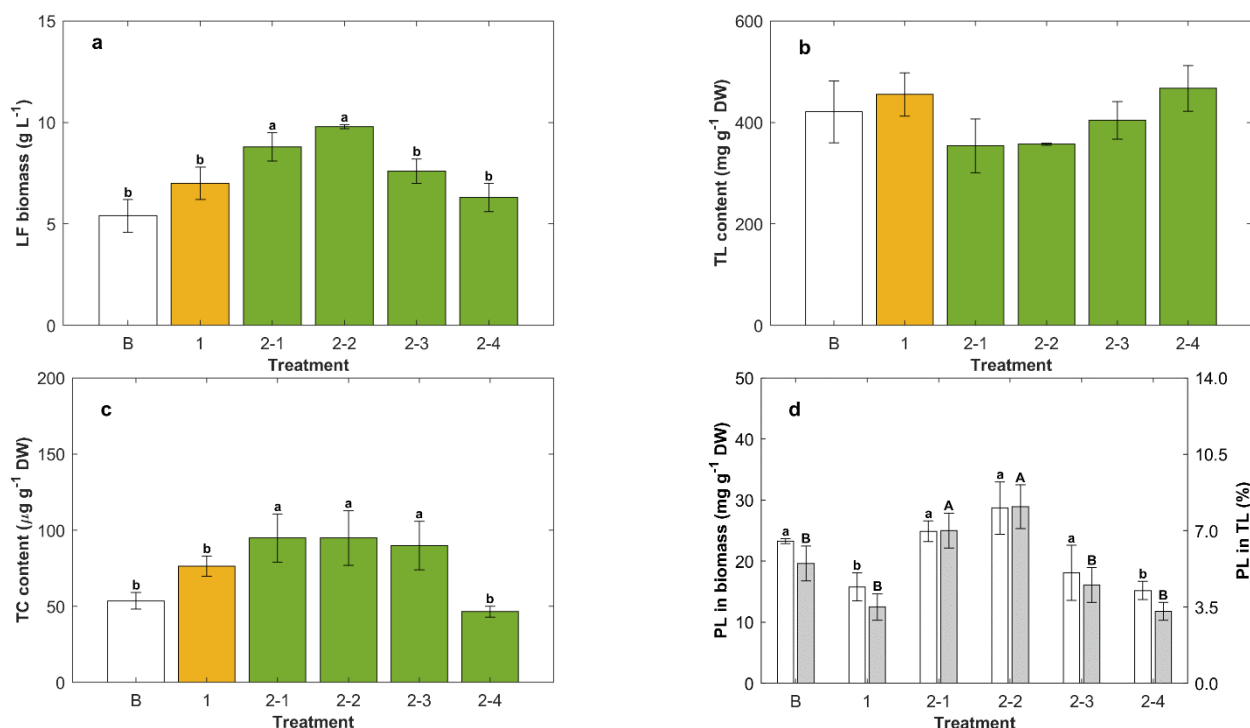 a
LF biomass (g L⁻¹)
15
10
5
0
b
b
a
a
b
b
B 1 2-1 2-2 2-3 2-4
Treatment
b
TL content (mg g⁻¹ DW)
600
400
200
0
B 1 2-1 2-2 2-3 2-4
Treatment
c
TC content (μg g⁻¹ DW)
200
150
100
50
0
b
b
a
a
a
b
B 1 2-1 2-2 2-3 2-4
Treatment
d
PL in biomass (mg g⁻¹ DW)
50
40
30
20
10
0
a B
b B
a A
a A
a B
b B
B 1 2-1 2-2 2-3 2-4
Treatment
14.0
10.5
7.0
3.5
0.0
PL in TL (%)